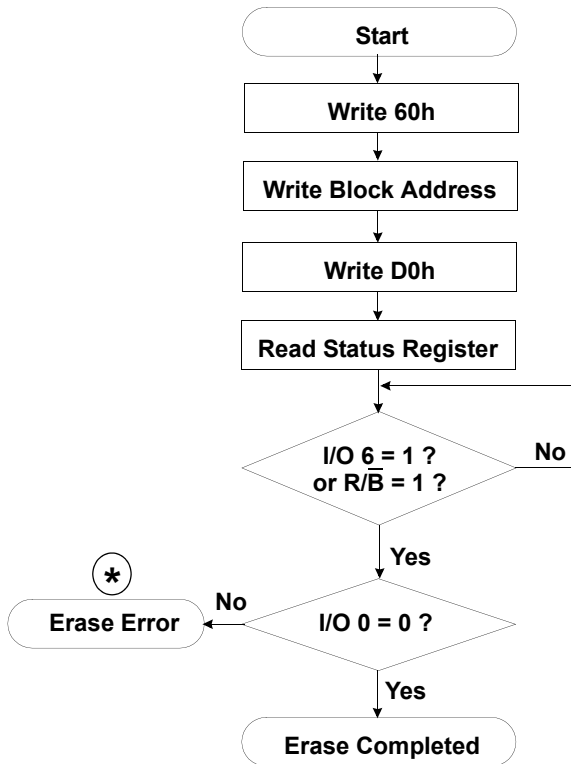 Start
Write 60h
Write Block Address
Write D0h
Read Status Register
I/O 6 = 1 ?
or R/B̅ = 1 ?
No
Yes
*
No
Erase Error
I/O 0 = 0 ?
Yes
Erase Completed